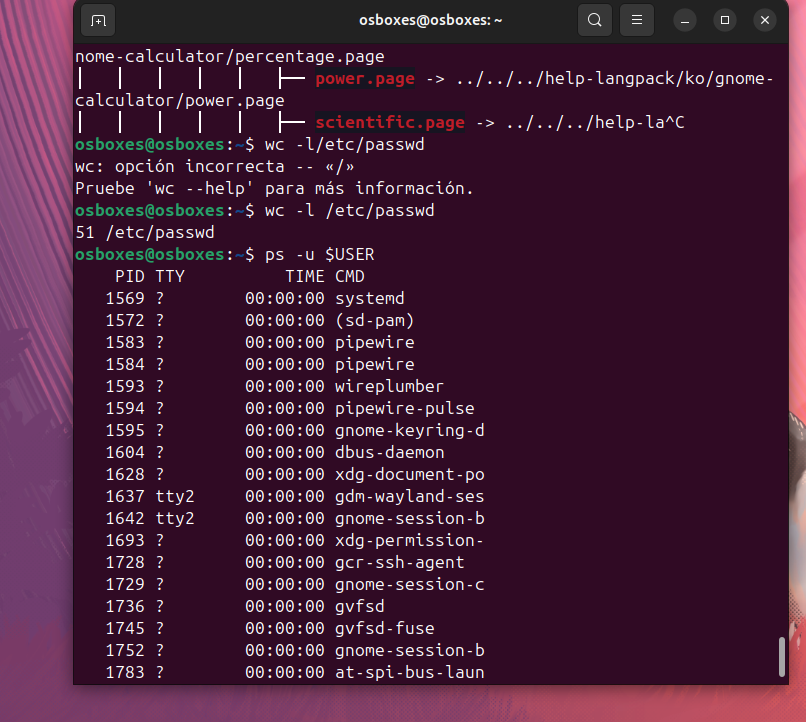 osboxes@osboxes: ~
nome-calculator/percentage.page
│   │   │   │   │   ├── power.page -> ../../../help-langpack/ko/gnome-
calculator/power.page
│   │   │   │   │   ├── scientific.page -> ../../../help-la^C
osboxes@osboxes:~$ wc -l/etc/passwd
wc: opción incorrecta -- «/»
Pruebe 'wc --help' para más información.
osboxes@osboxes:~$ wc -l /etc/passwd
51 /etc/passwd
osboxes@osboxes:~$ ps -u $USER
    PID TTY          TIME CMD
   1569 ?        00:00:00 systemd
   1572 ?        00:00:00 (sd-pam)
   1583 ?        00:00:00 pipewire
   1584 ?        00:00:00 pipewire
   1593 ?        00:00:00 wireplumber
   1594 ?        00:00:00 pipewire-pulse
   1595 ?        00:00:00 gnome-keyring-d
   1604 ?        00:00:00 dbus-daemon
   1628 ?        00:00:00 xdg-document-po
   1637 tty2     00:00:00 gdm-wayland-ses
   1642 tty2     00:00:00 gnome-session-b
   1693 ?        00:00:00 xdg-permission-
   1728 ?        00:00:00 gcr-ssh-agent
   1729 ?        00:00:00 gnome-session-c
   1736 ?        00:00:00 gvfsd
   1745 ?        00:00:00 gvfsd-fuse
   1752 ?        00:00:00 gnome-session-b
   1783 ?        00:00:00 at-spi-bus-laun